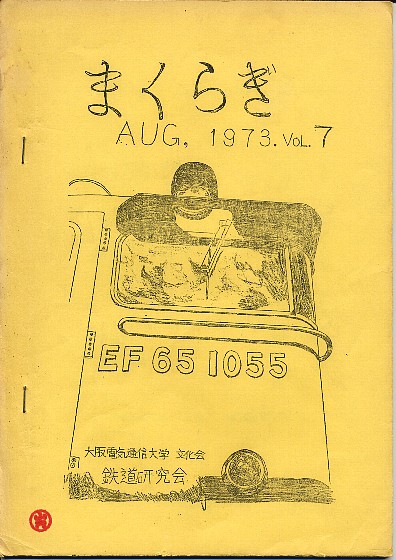 まくらぎ
AUG, 1973. VOL. 7
EF 65 1055
大阪電気通信大学 文化会
鉄道研究会